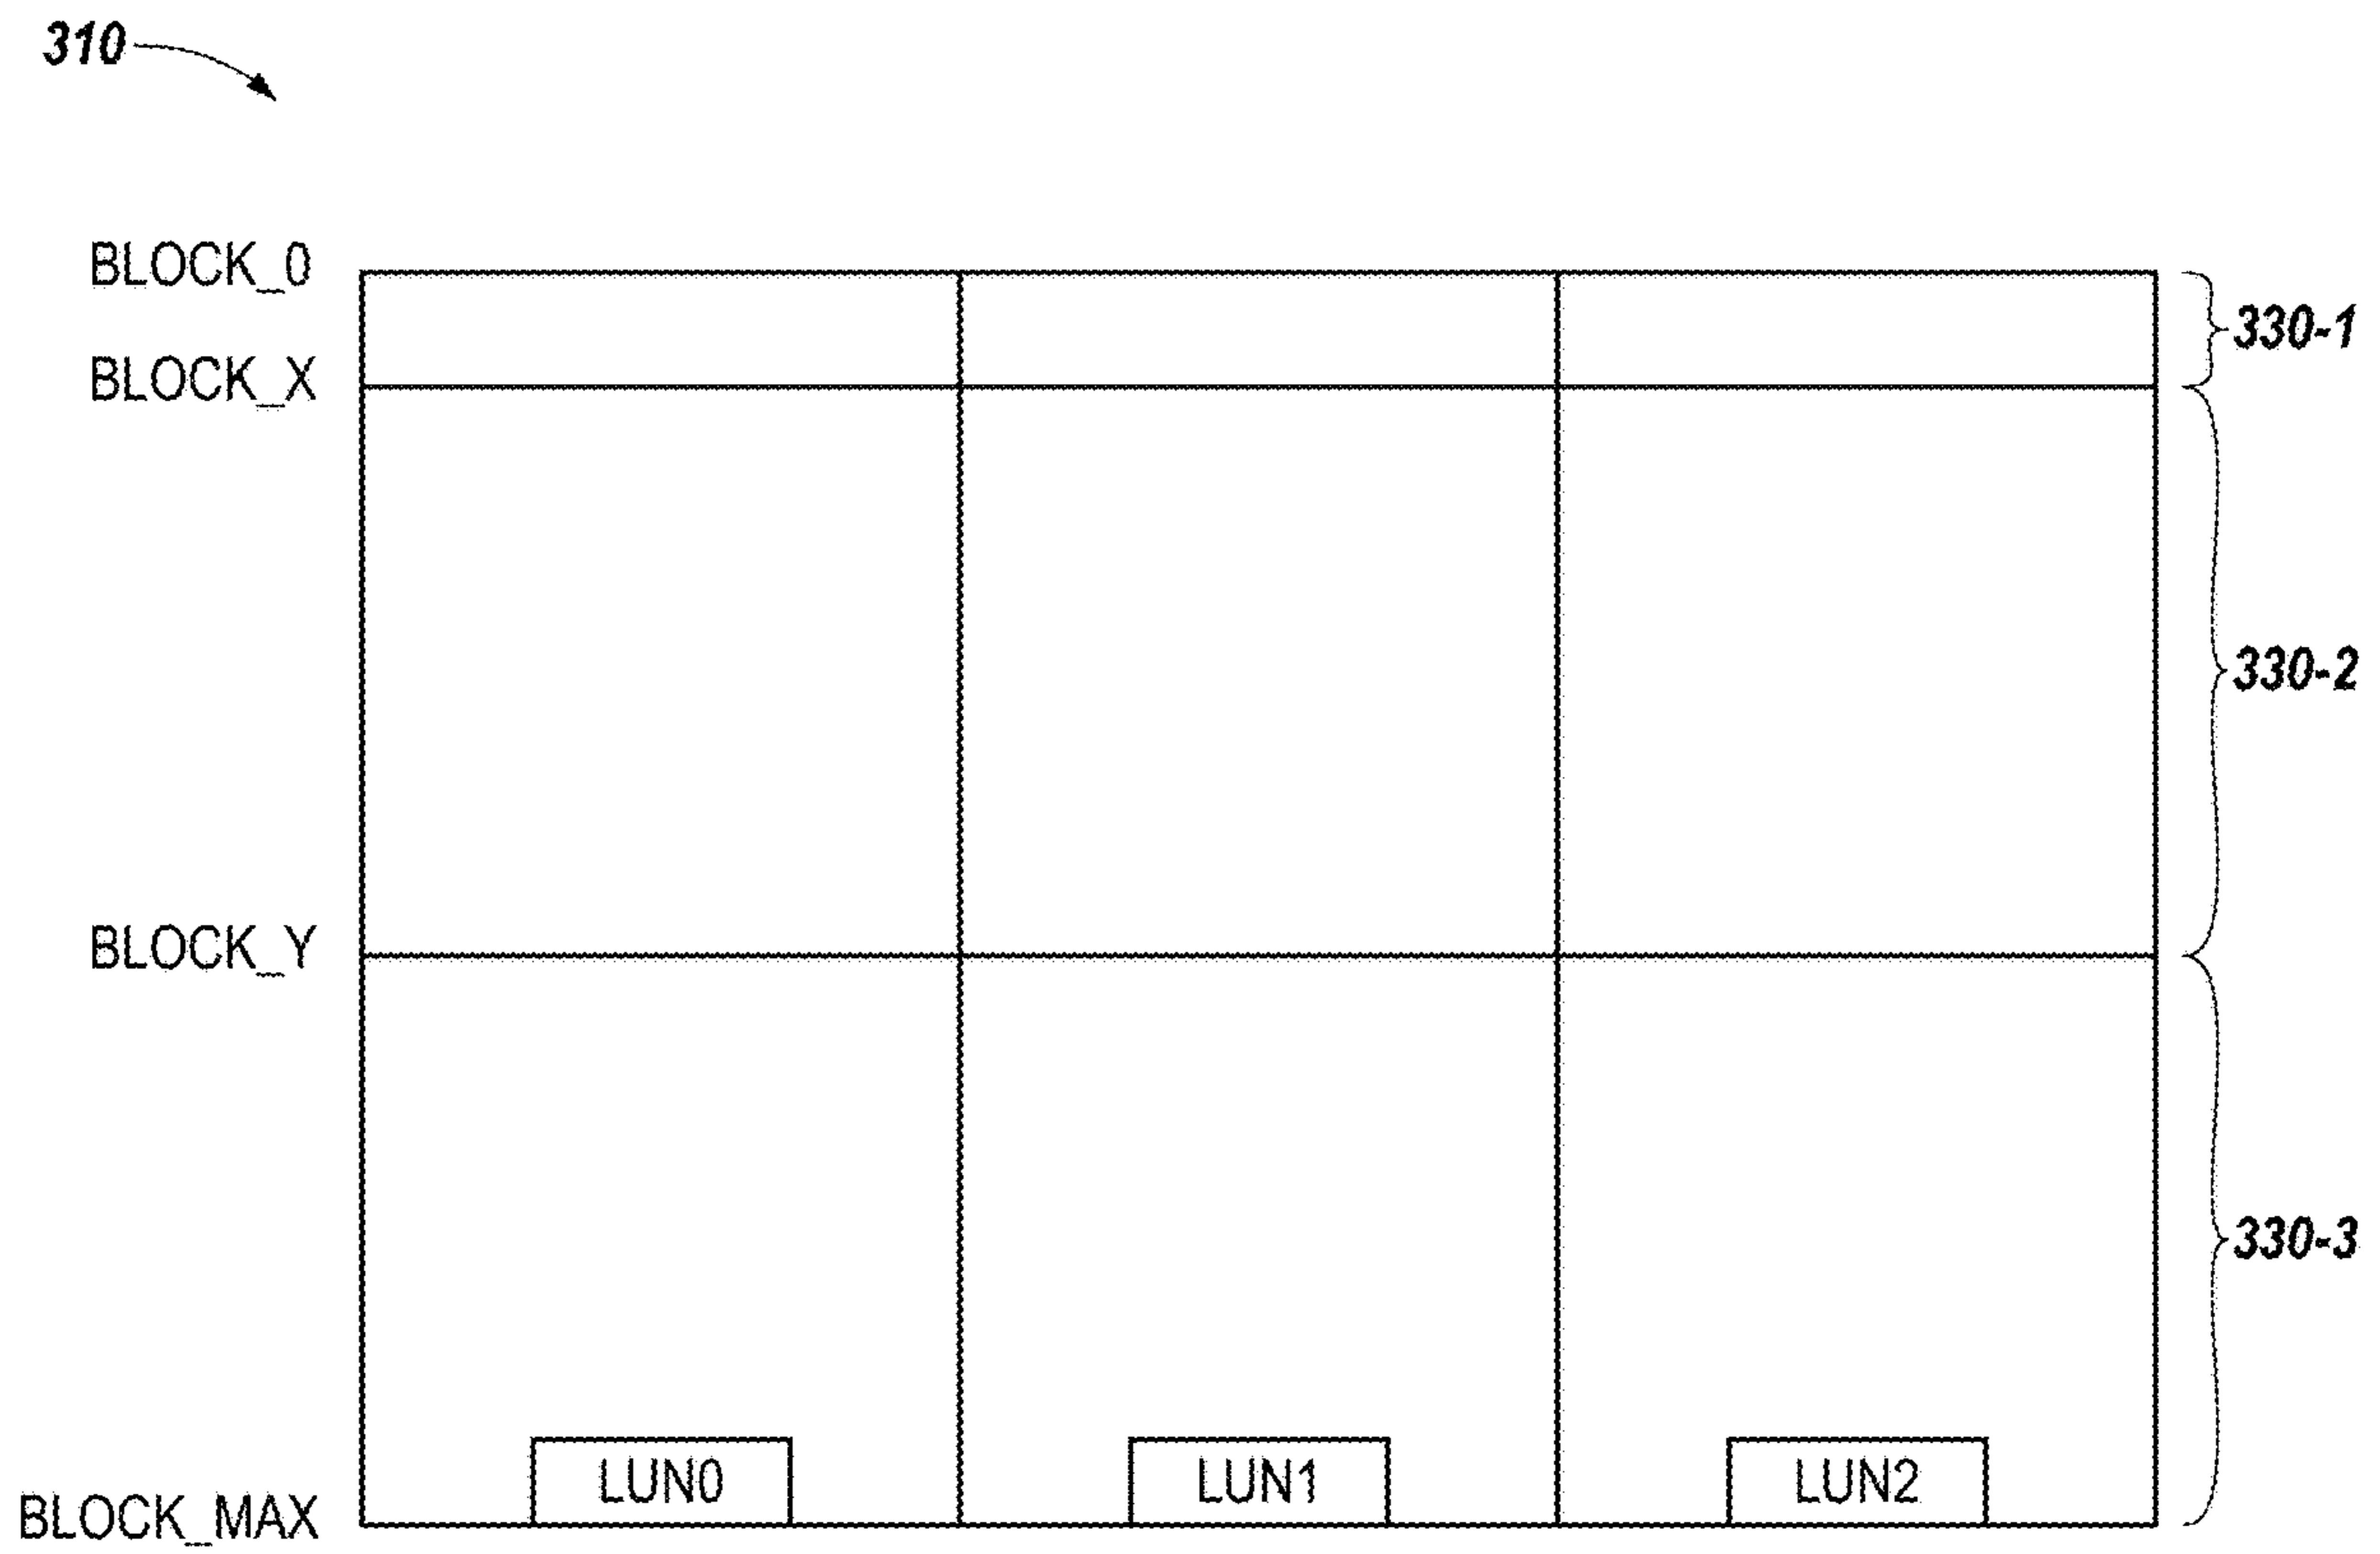 310
BLOCK_0
330-1
BLOCK_X
330-2
BLOCK_Y
330-3
LUN0 LUN1 LUN2
BLOCK_MAX